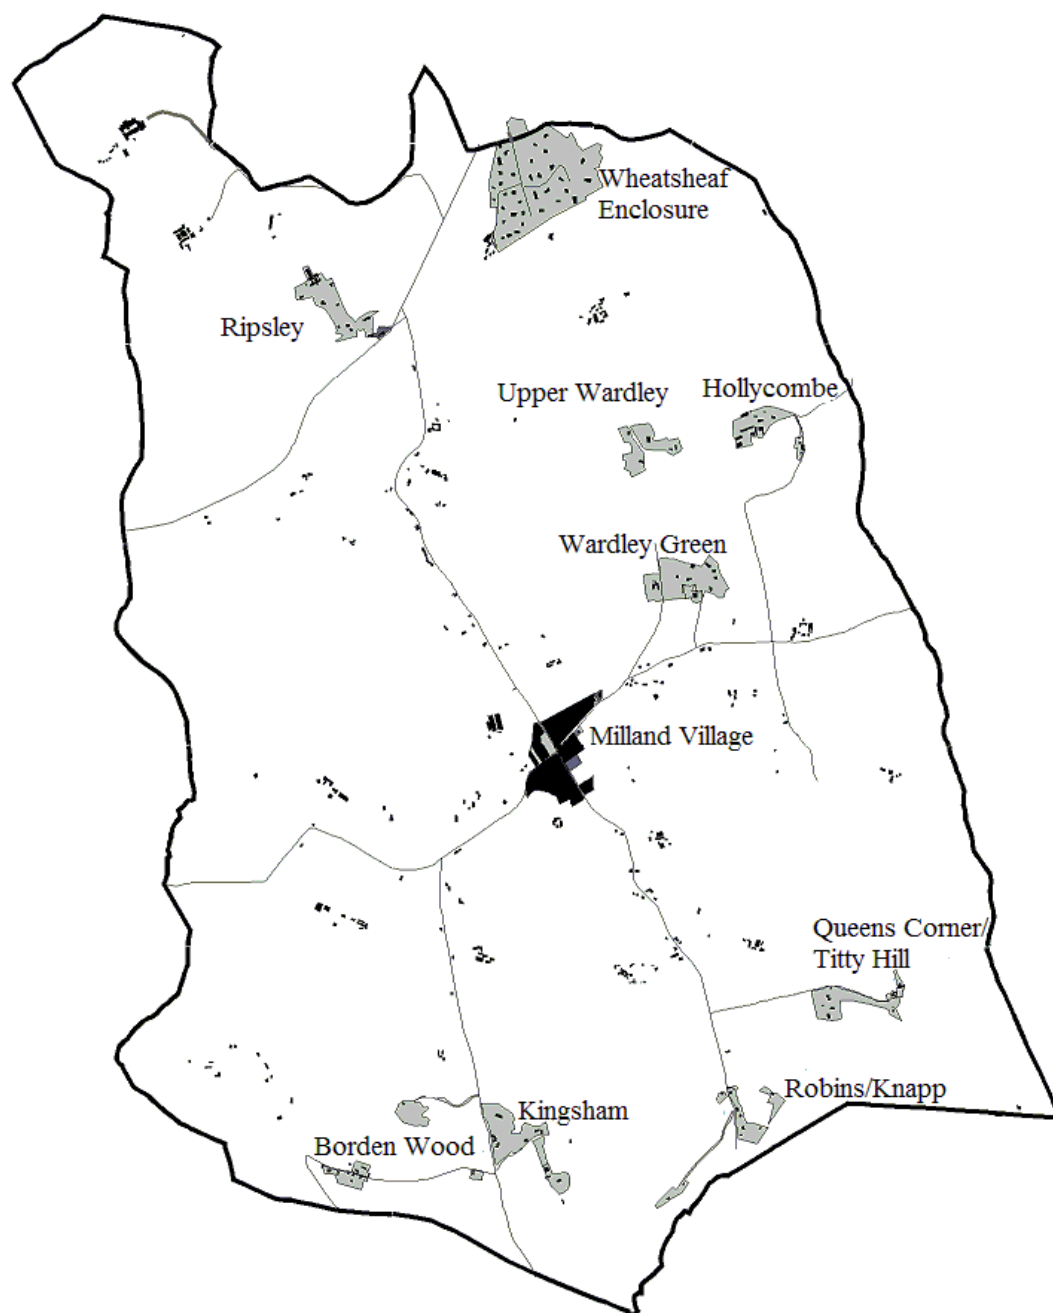 Wheatsheaf
Enclosure
Ripsley
Upper Wardley
Hollycombe
Wardley Green
Milland Village
Queens Corner/
Titty Hill
Robins/Knapp
Kingsham
Borden Wood